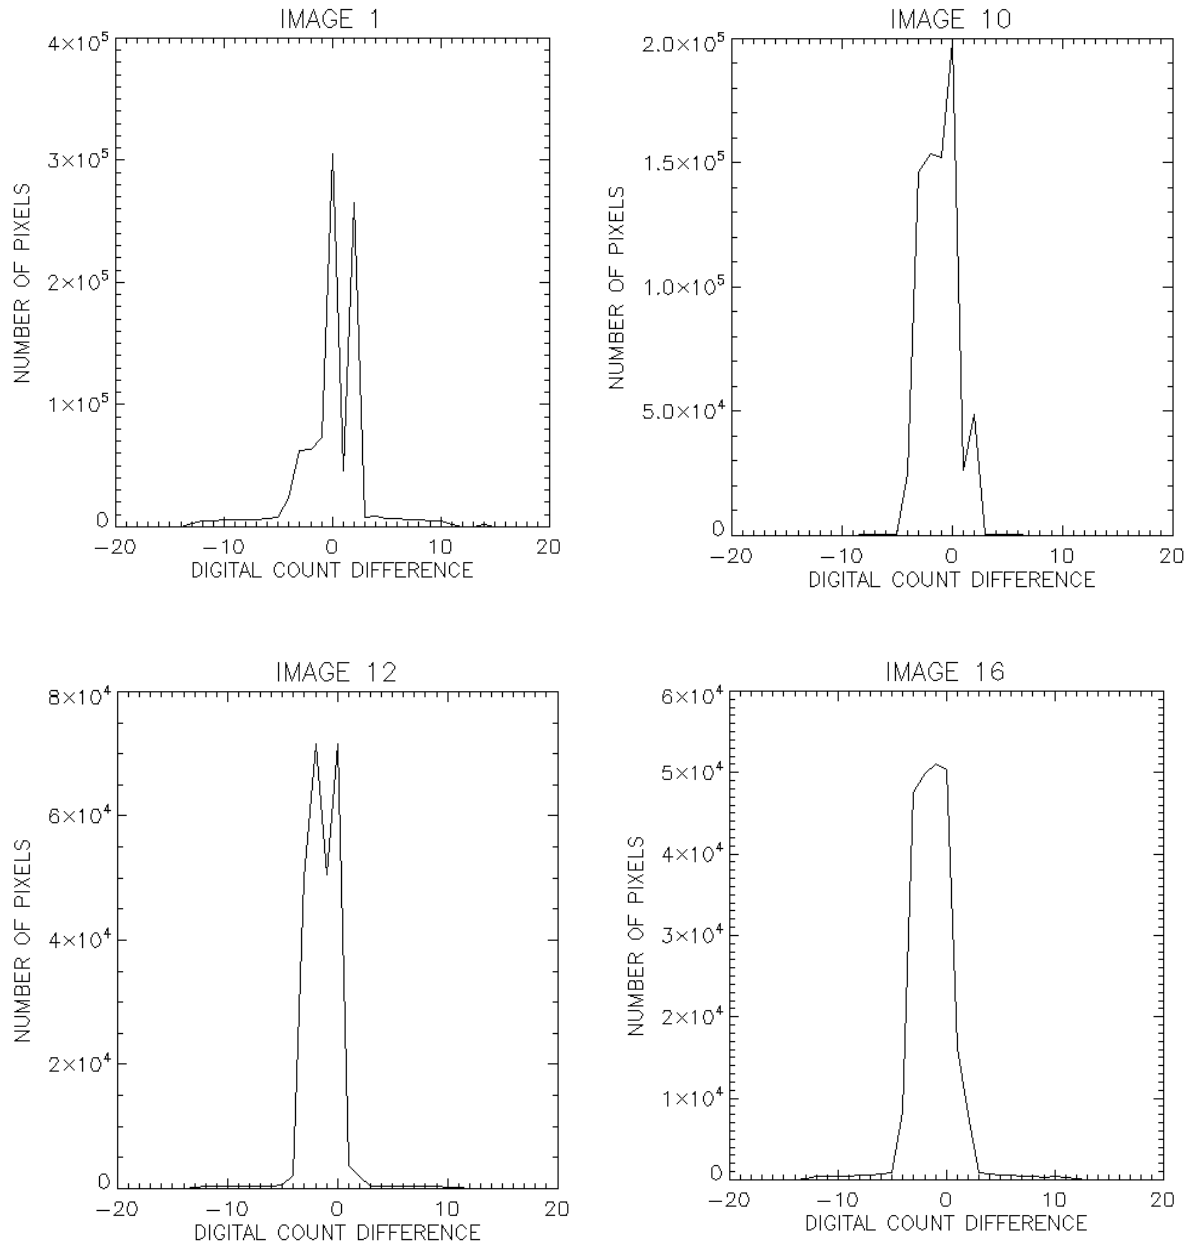 IMAGE 1
4×10⁵
3×10⁵
2×10⁵
1×10⁵
0
NUMBER OF PIXELS
−20 −10 0 10 20
DIGITAL COUNT DIFFERENCE
IMAGE 10
2.0×10⁵
1.5×10⁵
1.0×10⁵
5.0×10⁴
0
NUMBER OF PIXELS
−20 −10 0 10 20
DIGITAL COUNT DIFFERENCE
IMAGE 12
8×10⁴
6×10⁴
4×10⁴
2×10⁴
0
NUMBER OF PIXELS
−20 −10 0 10 20
DIGITAL COUNT DIFFERENCE
IMAGE 16
6×10⁴
5×10⁴
4×10⁴
3×10⁴
2×10⁴
1×10⁴
0
NUMBER OF PIXELS
−20 −10 0 10 20
DIGITAL COUNT DIFFERENCE